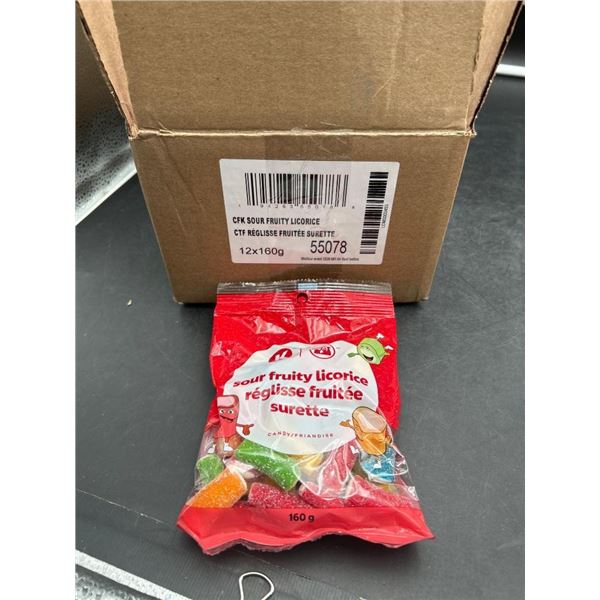 CFK SOUR FRUITY LICORICE
CTF RÉGLISSE FRUITÉE SURETTE
12x160g 55078
sour fruity licorice
réglisse fruitée
surette
CANDY/FRIANDISE
160 g